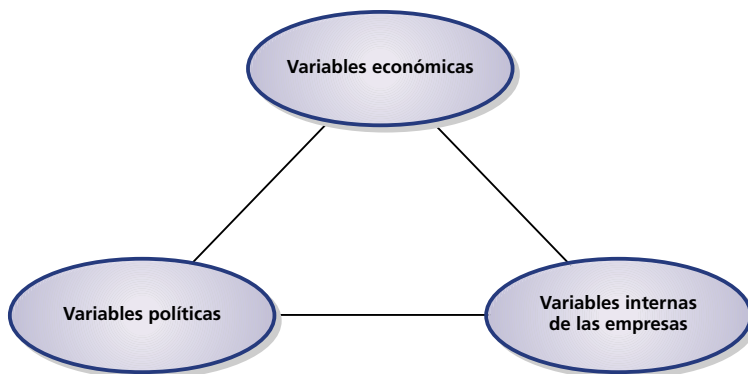 Variables económicas
Variables políticas
Variables internas
de las empresas